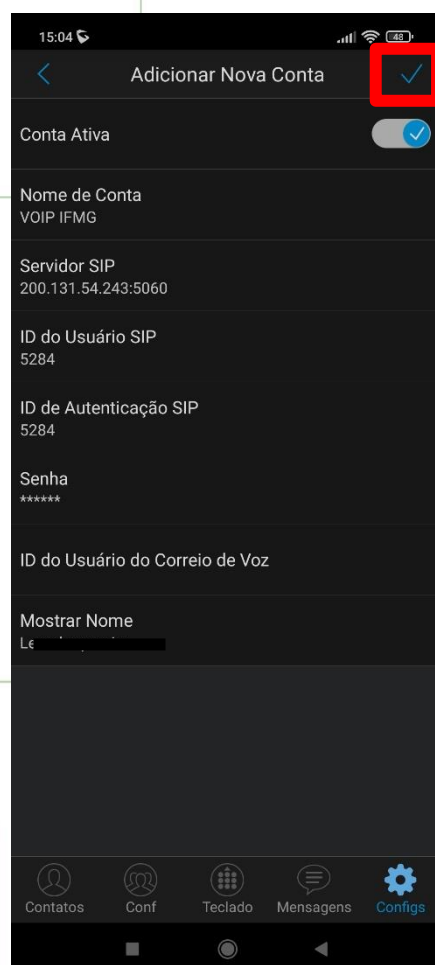 15:04
48
Adicionar Nova Conta
Conta Ativa
Nome de Conta
VOIP IFMG
Servidor SIP
200.131.54.243:5060
ID do Usuário SIP
5284
ID de Autenticação SIP
5284
Senha
******
ID do Usuário do Correio de Voz
Mostrar Nome
Contatos Conf Teclado Mensagens Configs